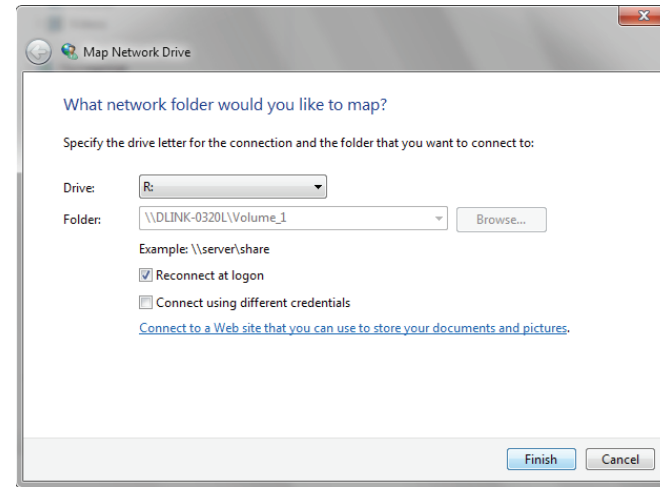 Map Network Drive
What network folder would you like to map?
Specify the drive letter for the connection and the folder that you want to connect to:
Drive: R:
Folder: \\DLINK-0320L\Volume_1 Browse...
Example: \\server\share
Reconnect at logon
Connect using different credentials
Connect to a Web site that you can use to store your documents and pictures.
Finish Cancel